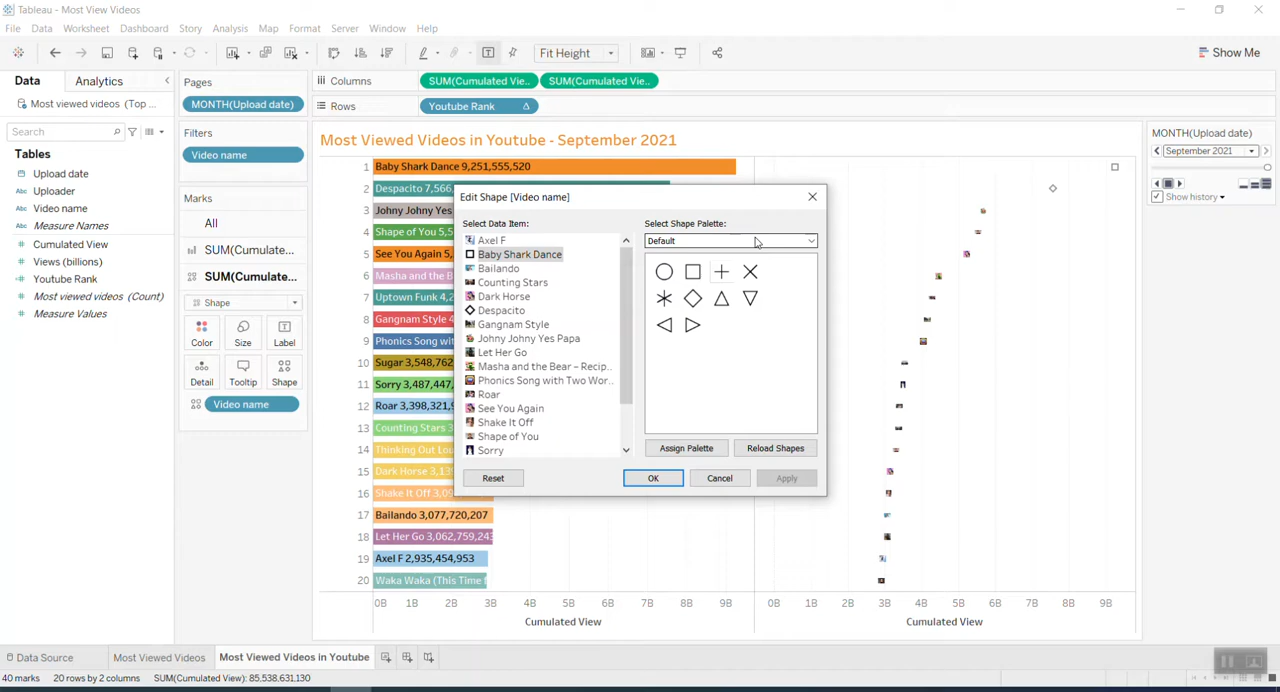 Tableau - Most View Videos
File Data Worksheet Dashboard Story Analysis Map Format Server Window Help
Fit Height
Show Me
Data Analytics
Most viewed videos (Top ...
Search
Tables
Upload date
Abc Uploader
Abc Video name
Abc Measure Names
# Cumulated View
# Views (billions)
# Youtube Rank
# Most viewed videos (Count)
# Measure Values
Pages
MONTH(Upload date)
Filters
Video name
Marks
All
SUM(Cumulate...
SUM(Cumulate...
Shape
Color Size Label
Detail Tooltip Shape
Video name
Columns SUM(Cumulated Vie.. SUM(Cumulated Vie..
Rows Youtube Rank
Most Viewed Videos in Youtube - September 2021
1 Baby Shark Dance 9,251,555,520
2 Despacito 7,566,
3 Johny Johny Yes
4 Shape of You 5,5
5 See You Again 5,
6 Masha and the B
7 Uptown Funk 4,2
8 Gangnam Style 4
9 Phonics Song wit
10 Sugar 3,548,762
11 Sorry 3,487,447,
12 Roar 3,398,321,9
13 Counting Stars 3
14 Thinking Out Lou
15 Dark Horse 3,139
16 Shake It Off 3,09
17 Bailando 3,077,720,207
18 Let Her Go 3,062,759,243
19 Axel F 2,935,454,953
20 Waka Waka (This Time f
0B 1B 2B 3B 4B 5B 6B 7B 8B 9B
Cumulated View
0B 1B 2B 3B 4B 5B 6B 7B 8B 9B
Cumulated View
Edit Shape [Video name]
Select Data Item:
Axel F
Baby Shark Dance
Bailando
Counting Stars
Dark Horse
Despacito
Gangnam Style
Johny Johny Yes Papa
Let Her Go
Masha and the Bear – Recip..
Phonics Song with Two Wor..
Roar
See You Again
Shake It Off
Shape of You
Sorry
Select Shape Palette:
Default
Assign Palette Reload Shapes
Reset OK Cancel Apply
MONTH(Upload date)
September 2021
Show history
Data Source Most Viewed Videos Most Viewed Videos in Youtube
40 marks 20 rows by 2 columns SUM(Cumulated View): 85,538,631,130